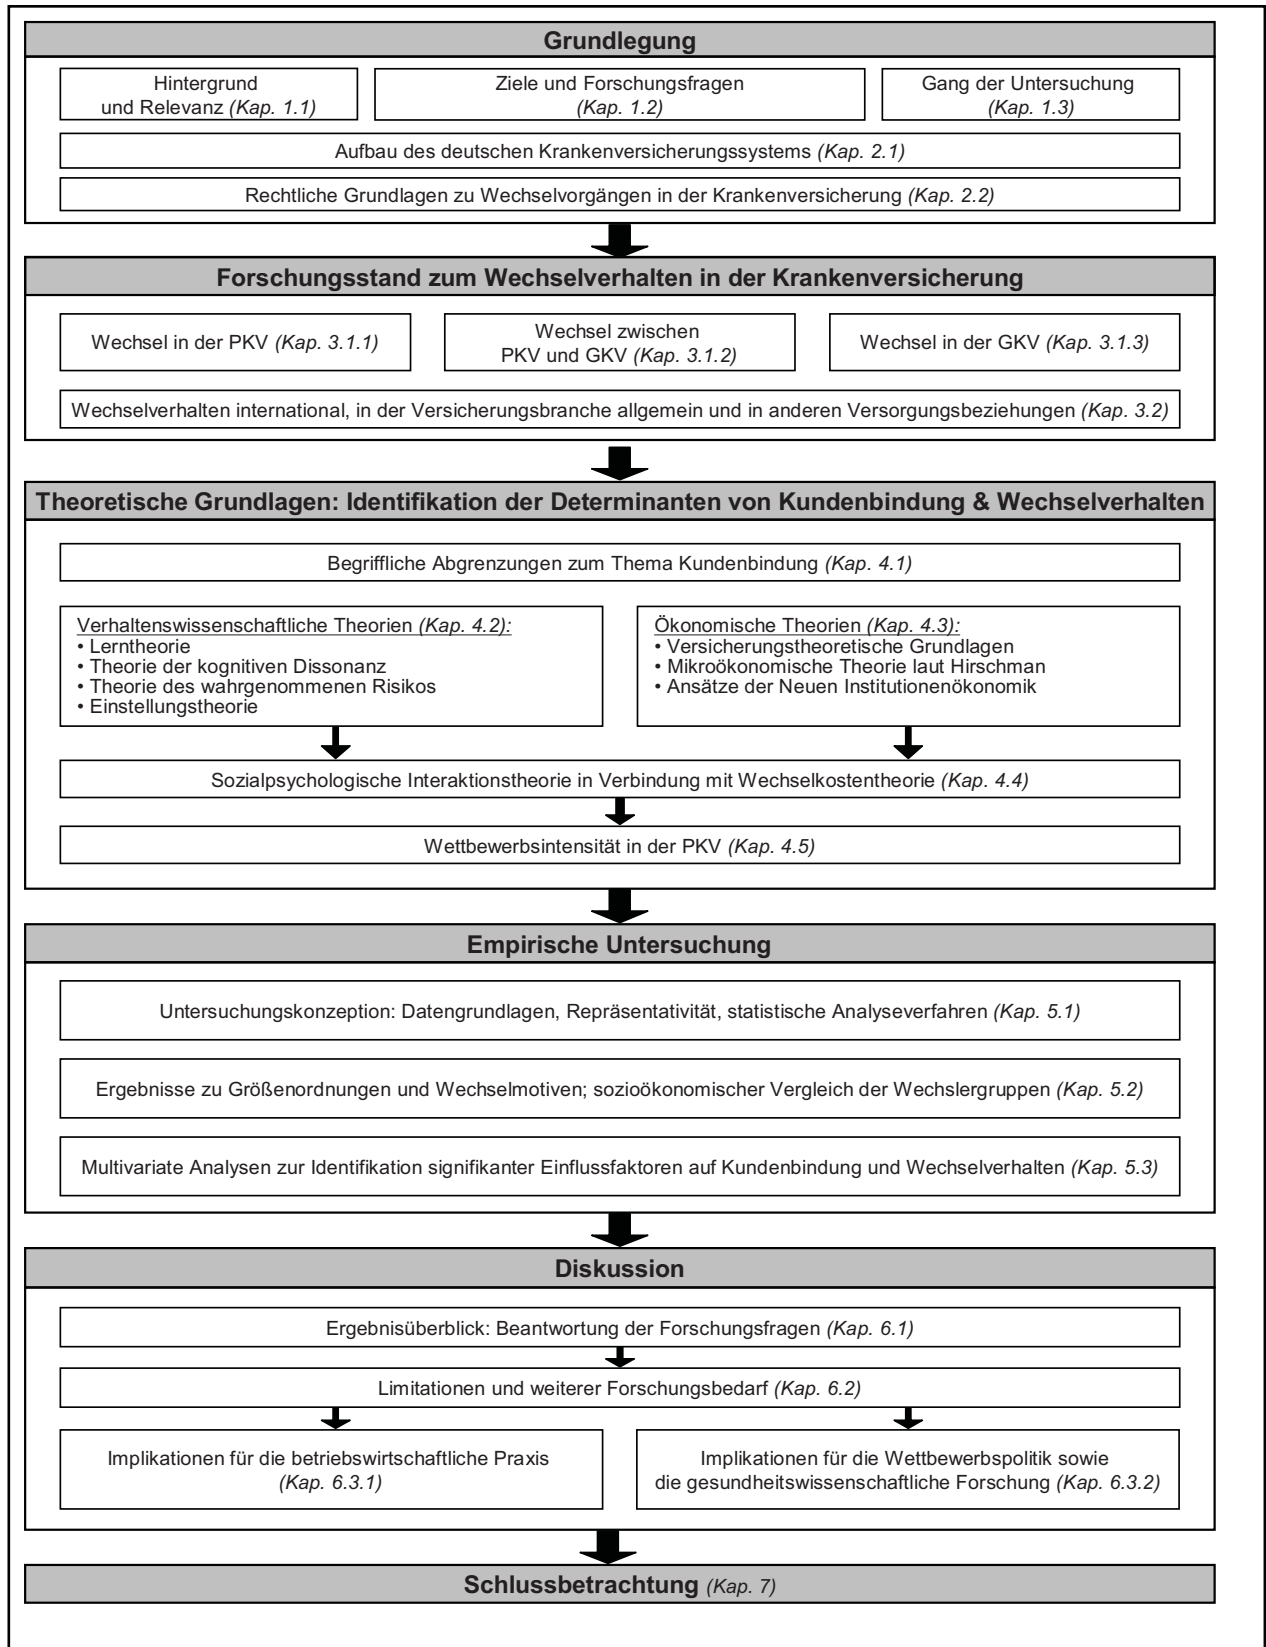 Grundlegung
Hintergrund
und Relevanz (Kap. 1.1)
Ziele und Forschungsfragen
(Kap. 1.2)
Gang der Untersuchung
(Kap. 1.3)
Aufbau des deutschen Krankenversicherungssystems (Kap. 2.1)
Rechtliche Grundlagen zu Wechselvorgängen in der Krankenversicherung (Kap. 2.2)
Forschungsstand zum Wechselverhalten in der Krankenversicherung
Wechsel in der PKV (Kap. 3.1.1)
Wechsel zwischen
PKV und GKV (Kap. 3.1.2)
Wechsel in der GKV (Kap. 3.1.3)
Wechselverhalten international, in der Versicherungsbranche allgemein und in anderen Versorgungsbeziehungen (Kap. 3.2)
Theoretische Grundlagen: Identifikation der Determinanten von Kundenbindung & Wechselverhalten
Begriffliche Abgrenzungen zum Thema Kundenbindung (Kap. 4.1)
Verhaltenswissenschaftliche Theorien (Kap. 4.2):
• Lerntheorie
• Theorie der kognitiven Dissonanz
• Theorie des wahrgenommenen Risikos
• Einstellungstheorie
Ökonomische Theorien (Kap. 4.3):
• Versicherungstheoretische Grundlagen
• Mikroökonomische Theorie laut Hirschman
• Ansätze der Neuen Institutionenökonomik
Sozialpsychologische Interaktionstheorie in Verbindung mit Wechselkostentheorie (Kap. 4.4)
Wettbewerbsintensität in der PKV (Kap. 4.5)
Empirische Untersuchung
Untersuchungskonzeption: Datengrundlagen, Repräsentativität, statistische Analyseverfahren (Kap. 5.1)
Ergebnisse zu Größenordnungen und Wechselmotiven; sozioökonomischer Vergleich der Wechslergruppen (Kap. 5.2)
Multivariate Analysen zur Identifikation signifikanter Einflussfaktoren auf Kundenbindung und Wechselverhalten (Kap. 5.3)
Diskussion
Ergebnisüberblick: Beantwortung der Forschungsfragen (Kap. 6.1)
Limitationen und weiterer Forschungsbedarf (Kap. 6.2)
Implikationen für die betriebswirtschaftliche Praxis
(Kap. 6.3.1)
Implikationen für die Wettbewerbspolitik sowie
die gesundheitswissenschaftliche Forschung (Kap. 6.3.2)
Schlussbetrachtung (Kap. 7)